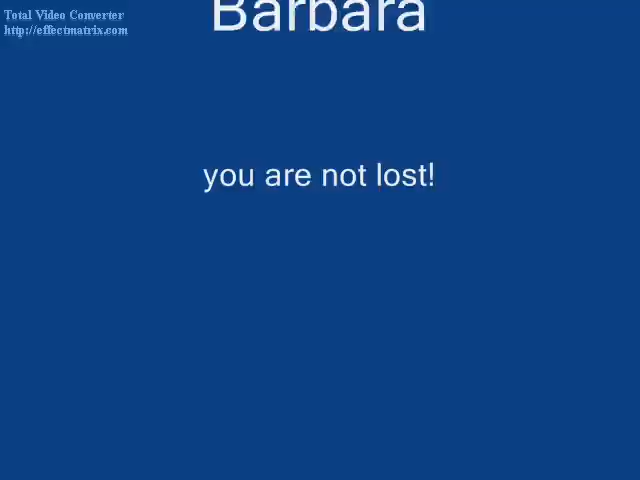 Total Video Converter
http://effectmatrix.com
Barbara
you are not lost!